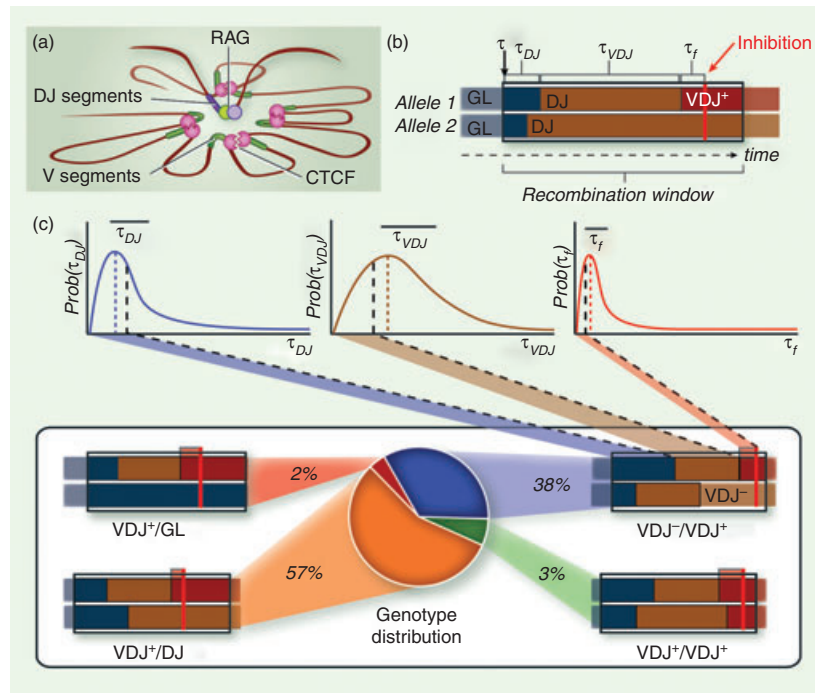 (a)
RAG
DJ segments
V segments
CTCF
(b)
τ τDJ τVDJ τf Inhibition
Allele 1 GL DJ VDJ+
Allele 2 GL DJ
time
Recombination window
(c)
τDJ
Prob(τDJ)
τDJ
τVDJ
Prob(τVDJ)
τVDJ
τf
Prob(τf)
τf
2%
VDJ+/GL
57%
VDJ+/DJ
Genotype
distribution
38%
VDJ−
VDJ−/VDJ+
3%
VDJ+/VDJ+